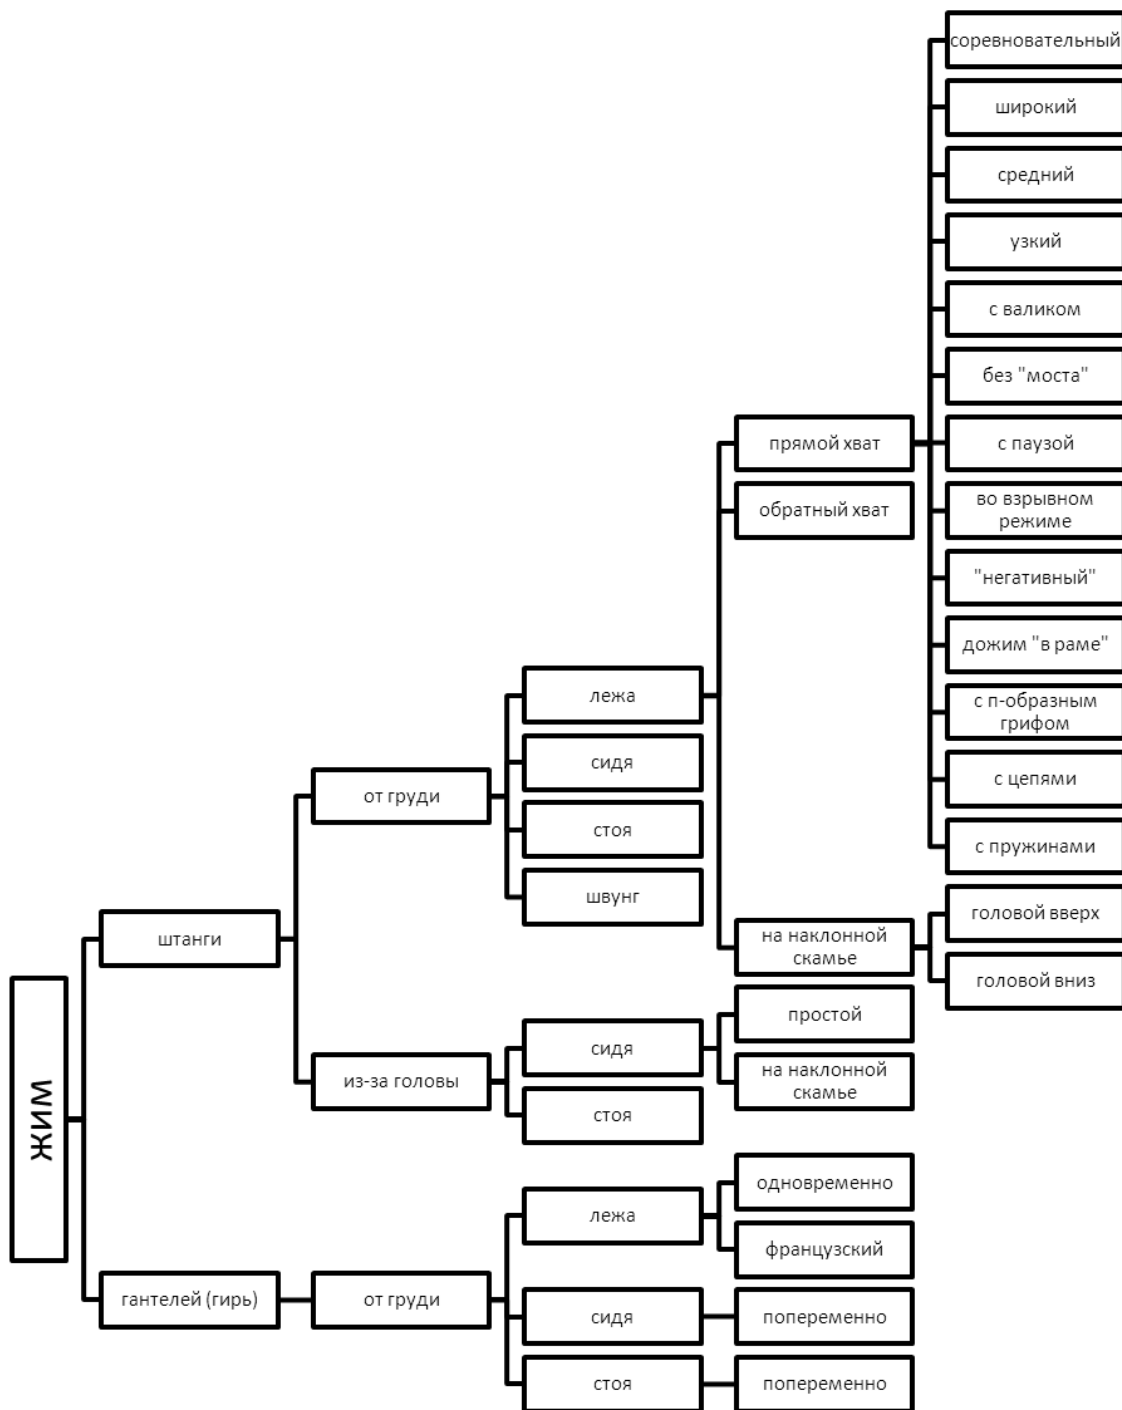 соревновательный
широкий
средний
узкий
с валиком
без "моста"
прямой хват
с паузой
обратный хват
во взрывном
режиме
"негативный"
дожим "в раме"
лежа
с п-образным
грифом
сидя
с цепями
от груди
стоя
с пружинами
швунг
головой вверх
штанги
на наклонной
скамье
головой вниз
простой
сидя
из-за головы
на наклонной
скамье
стоя
ЖИМ
одновременно
лежа
французский
гантелей (гирь)
от груди
сидя
попеременно
стоя
попеременно